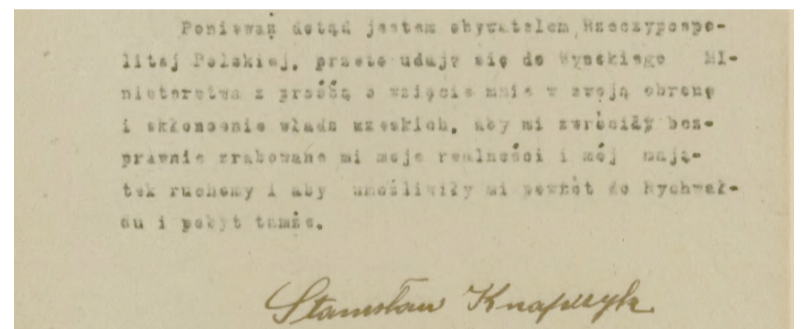 Ponieważ dotąd jestem obywatelem Rzeczypospo-
litej Polskiej, przeto udaję się do Wysokiego MI-
nisterstwa z prośbą o wzięcie mnie w swoją obronę
i skłonienie władz czeskich, aby mi zwróciły bez-
prawnie zrabowane mi moje realności i mój mają-
tek ruchomy i aby umożliwiły mi powrót do Rychwał-
du i pobyt tamże.
Stanisław Knapczyk